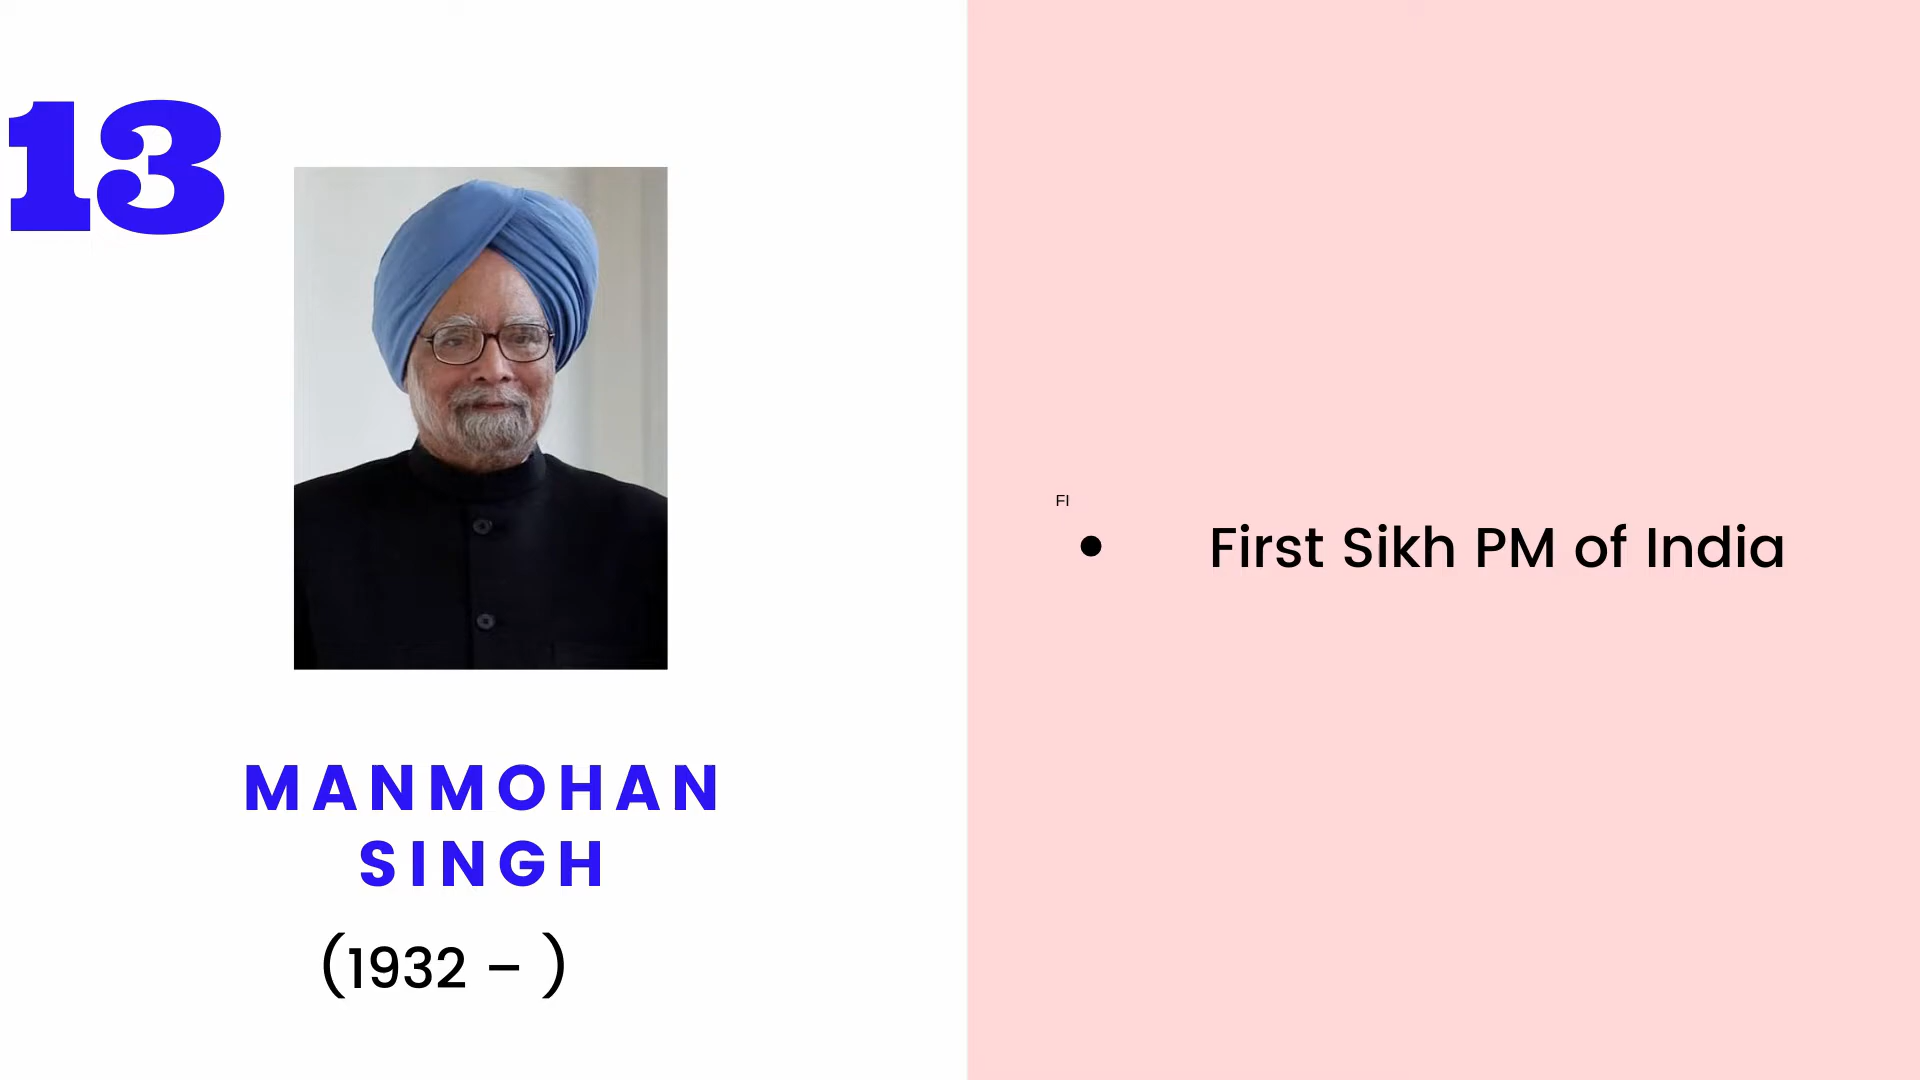 13
MANMOHAN
SINGH
(1932 – )
FI
● First Sikh PM of India